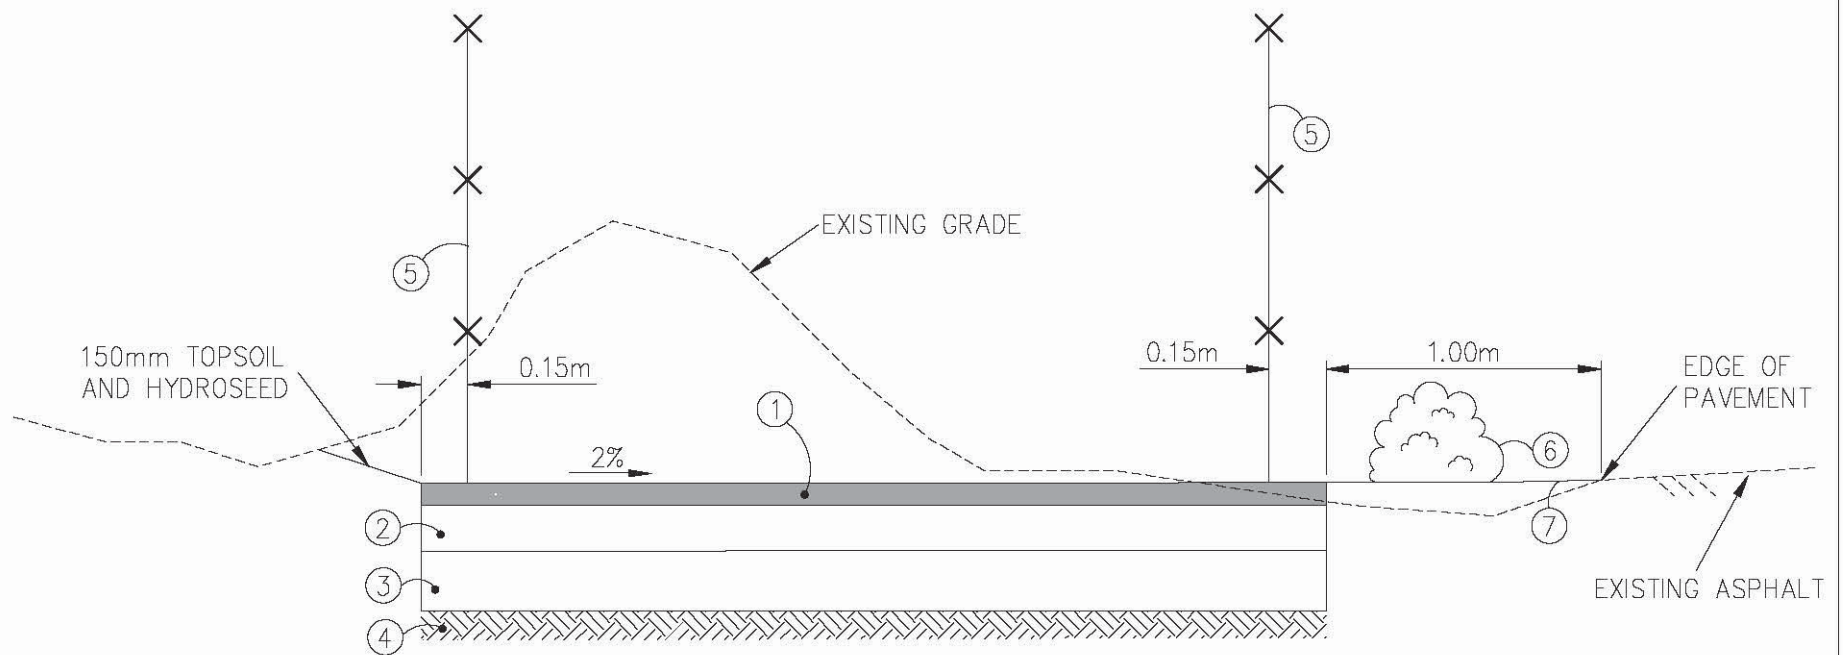 5
EXISTING GRADE
5
150mm TOPSOIL
AND HYDROSEED
0.15m
0.15m
1.00m
EDGE OF
PAVEMENT
1
2%
6
2
7
3
EXISTING ASPHALT
4